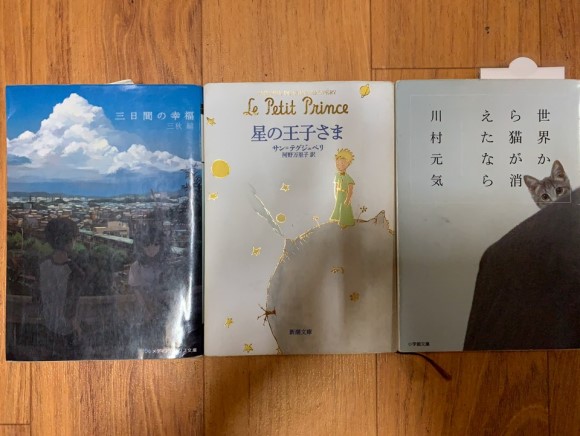 三日間の幸福
三秋 縋
Le Petit Prince
星の王子さま
サン=テグジュペリ
河野万里子 訳
新潮文庫
世界か
ら猫が消
えたなら
川村元気
小学館文庫